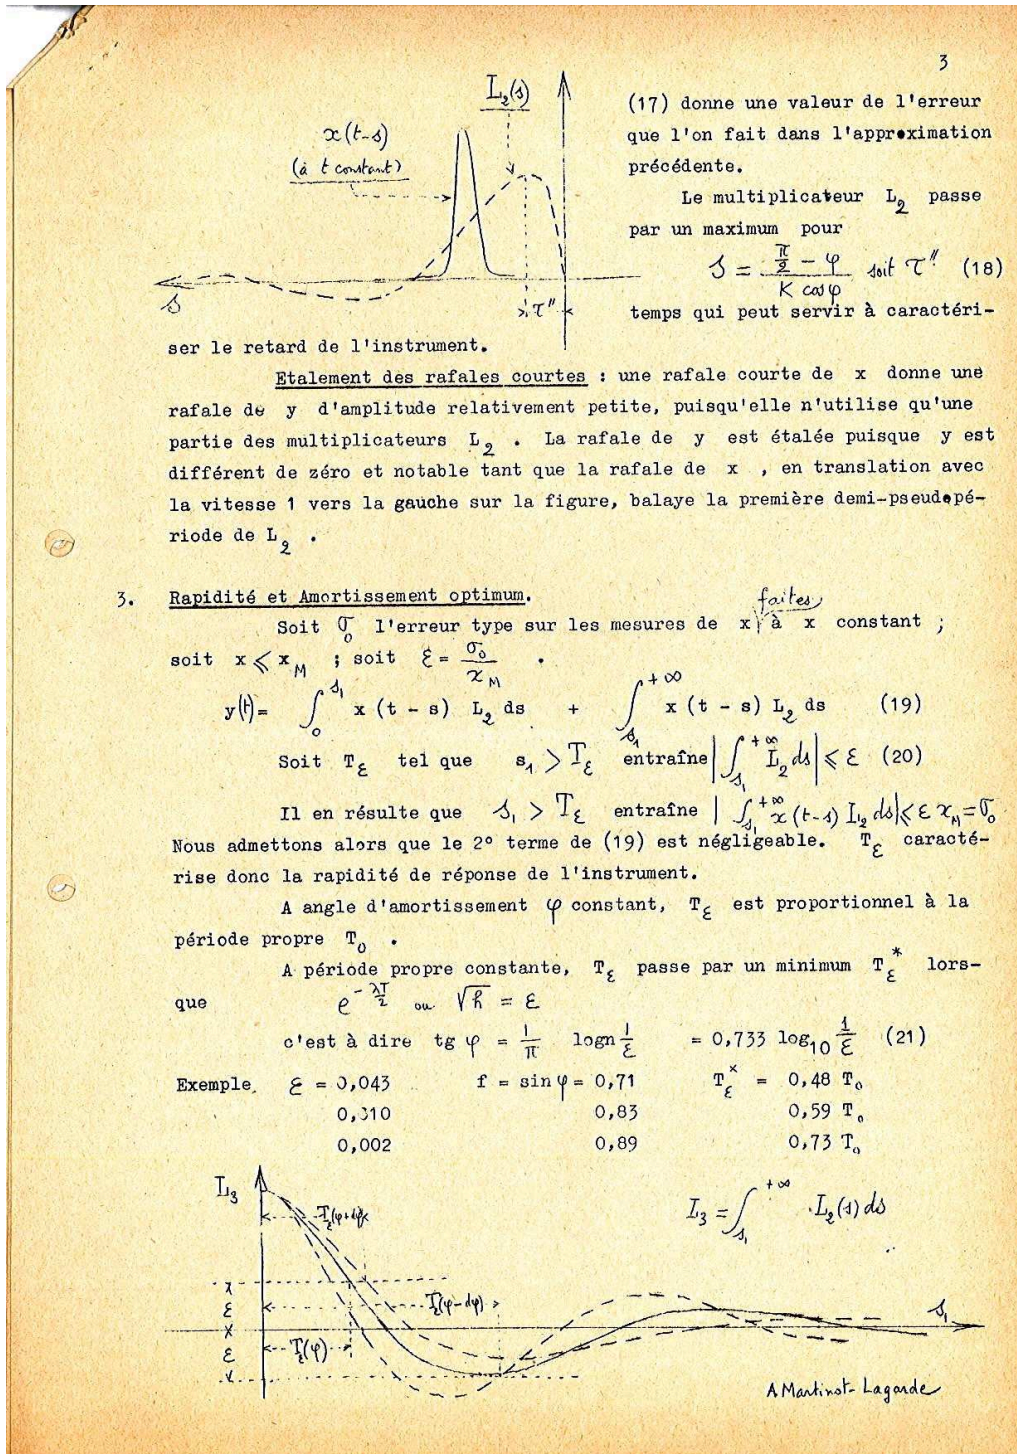 3
L₂(s)
x(t-s)
(à t constant)
s
τ"
(17) donne une valeur de l'erreur
que l'on fait dans l'approximation
précédente.
Le multiplicateur L₂ passe
par un maximum pour
s = (π/2 - φ)/(K cosφ) soit τ" (18)
temps qui peut servir à caractéri-
ser le retard de l'instrument.
Etalement des rafales courtes : une rafale courte de x donne une
rafale de y d'amplitude relativement petite, puisqu'elle n'utilise qu'une
partie des multiplicateurs L₂ . La rafale de y est étalée puisque y est
différent de zéro et notable tant que la rafale de x , en translation avec
la vitesse 1 vers la gauche sur la figure, balaye la première demi-pseudopé-
riode de L₂ .
3. Rapidité et Amortissement optimum.
Soit σ₀ l'erreur type sur les mesures de x faites à x constant ;
soit x ⩽ x_M ; soit ε = σ₀/x_M .
y(t)= ∫₀^s₁ x (t - s) L₂ ds + ∫_s₁^+∞ x (t - s) L₂ ds (19)
Soit T_ε tel que s₁ > T_ε entraîne |∫_s₁^+∞ L₂ ds| ⩽ ε (20)
Il en résulte que s₁ > T_ε entraîne | ∫_s₁^+∞ x (t-s) L₂ ds| ⩽ ε x_M = σ₀
Nous admettons alors que le 2° terme de (19) est négligeable. T_ε caracté-
rise donc la rapidité de réponse de l'instrument.
A angle d'amortissement φ constant, T_ε est proportionnel à la
période propre T₀ .
A période propre constante, T_ε passe par un minimum T_ε* lors-
que e^(-λT/2) ou √h = ε
c'est à dire tg φ = 1/π logn 1/ε = 0,733 log₁₀ 1/ε (21)
Exemple. ε = 0,043 f = sin φ = 0,71 T_ε^x = 0,48 T₀
0,010 0,83 0,59 T₀
0,002 0,89 0,73 T₀
L₃
L₃ = ∫_s₁^+∞ L₂(s) ds
T_ε(φ+dφ)
ε
T_ε(φ-dφ)
s₁
ε
T_ε(φ)
A Martinot-Lagarde